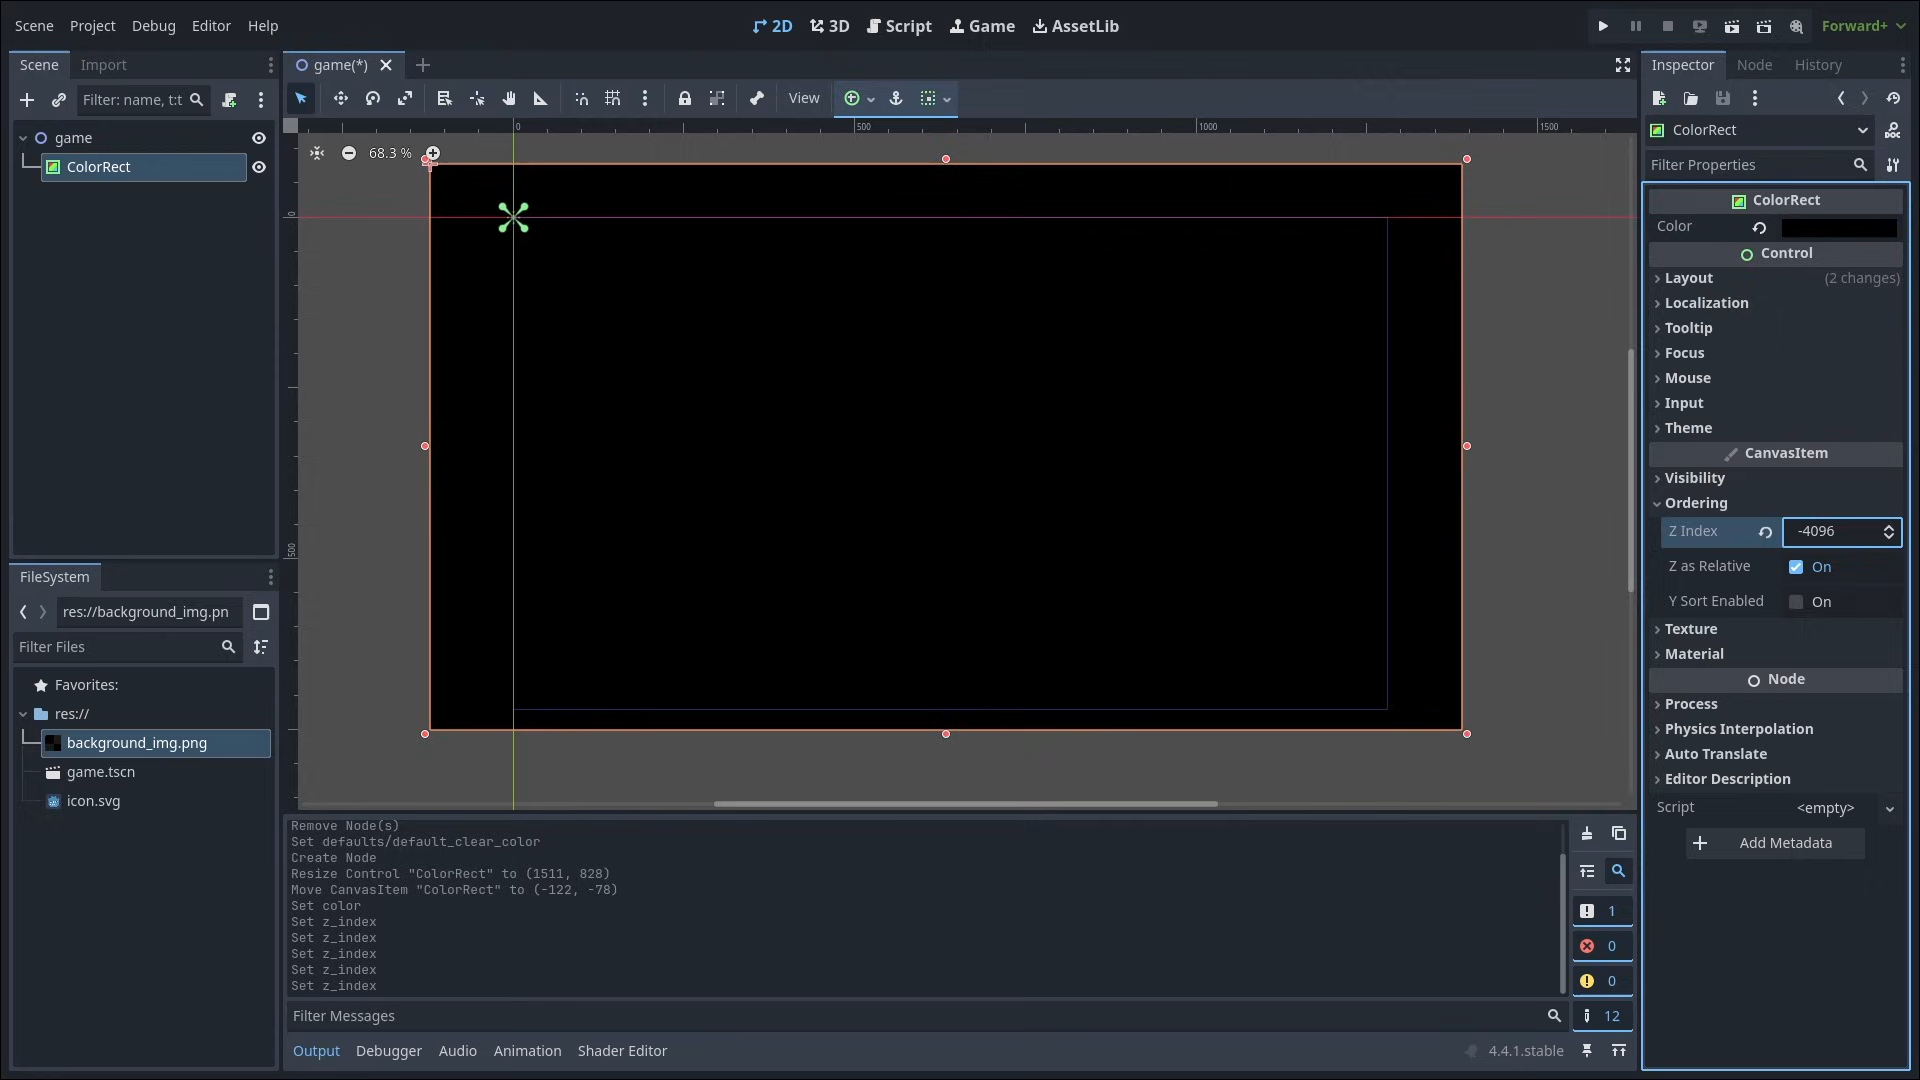 Scene Project Debug Editor Help
2D 3D Script Game AssetLib
Forward+
Scene Import
Filter: name, t:t
game
ColorRect
FileSystem
res://background_img.pn
Filter Files
Favorites:
res://
background_img.png
game.tscn
icon.svg
game(*)
View
0 500 1000 1500
68.3 %
0
500
Remove Node(s)
Set defaults/default_clear_color
Create Node
Resize Control "ColorRect" to (1511, 828)
Move CanvasItem "ColorRect" to (-122, -78)
Set color
Set z_index
Set z_index
Set z_index
Set z_index
Set z_index
1
0
0
12
Filter Messages
Output Debugger Audio Animation Shader Editor
4.4.1.stable
Inspector Node History
ColorRect
Filter Properties
ColorRect
Color
Control
Layout (2 changes)
Localization
Tooltip
Focus
Mouse
Input
Theme
CanvasItem
Visibility
Ordering
Z Index -4096
Z as Relative On
Y Sort Enabled On
Texture
Material
Node
Process
Physics Interpolation
Auto Translate
Editor Description
Script <empty>
Add Metadata